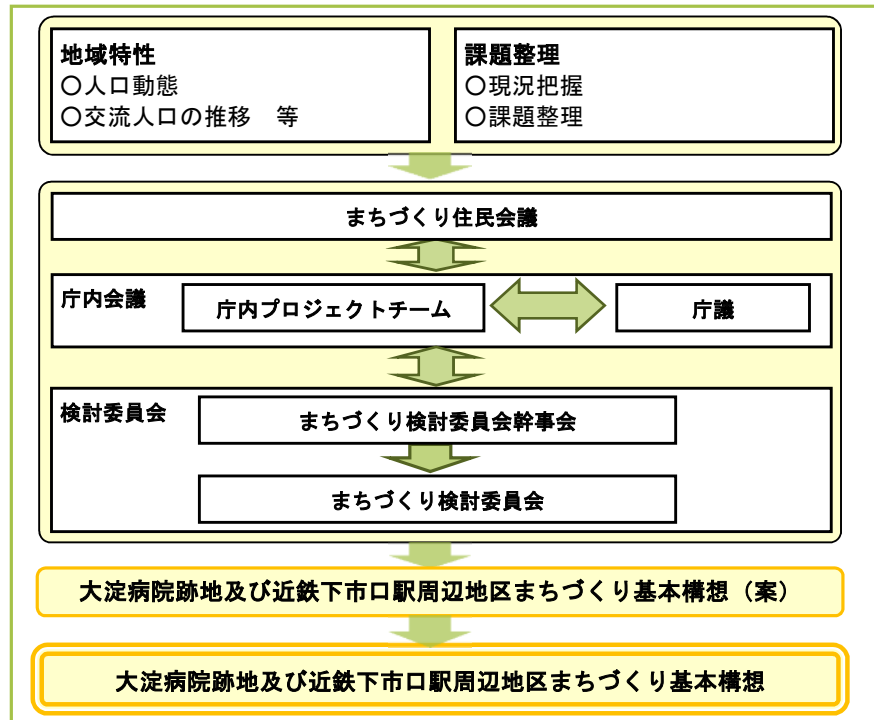 地域特性
○人口動態
○交流人口の推移　等
課題整理
○現況把握
○課題整理
まちづくり住民会議
庁内会議
庁内プロジェクトチーム
庁議
検討委員会
まちづくり検討委員会幹事会
まちづくり検討委員会
大淀病院跡地及び近鉄下市口駅周辺地区まちづくり基本構想（案）
大淀病院跡地及び近鉄下市口駅周辺地区まちづくり基本構想